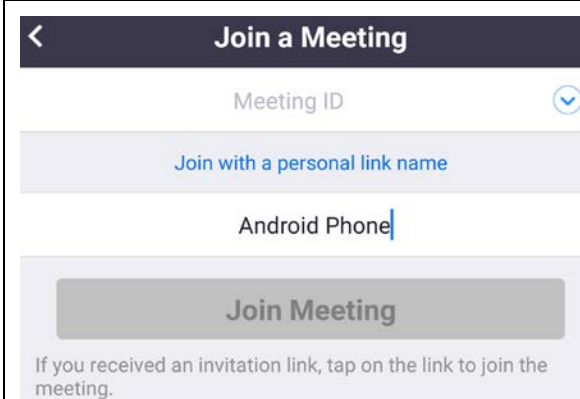 Join a Meeting
Meeting ID
Join with a personal link name
Android Phone
Join Meeting
If you received an invitation link, tap on the link to join the
meeting.